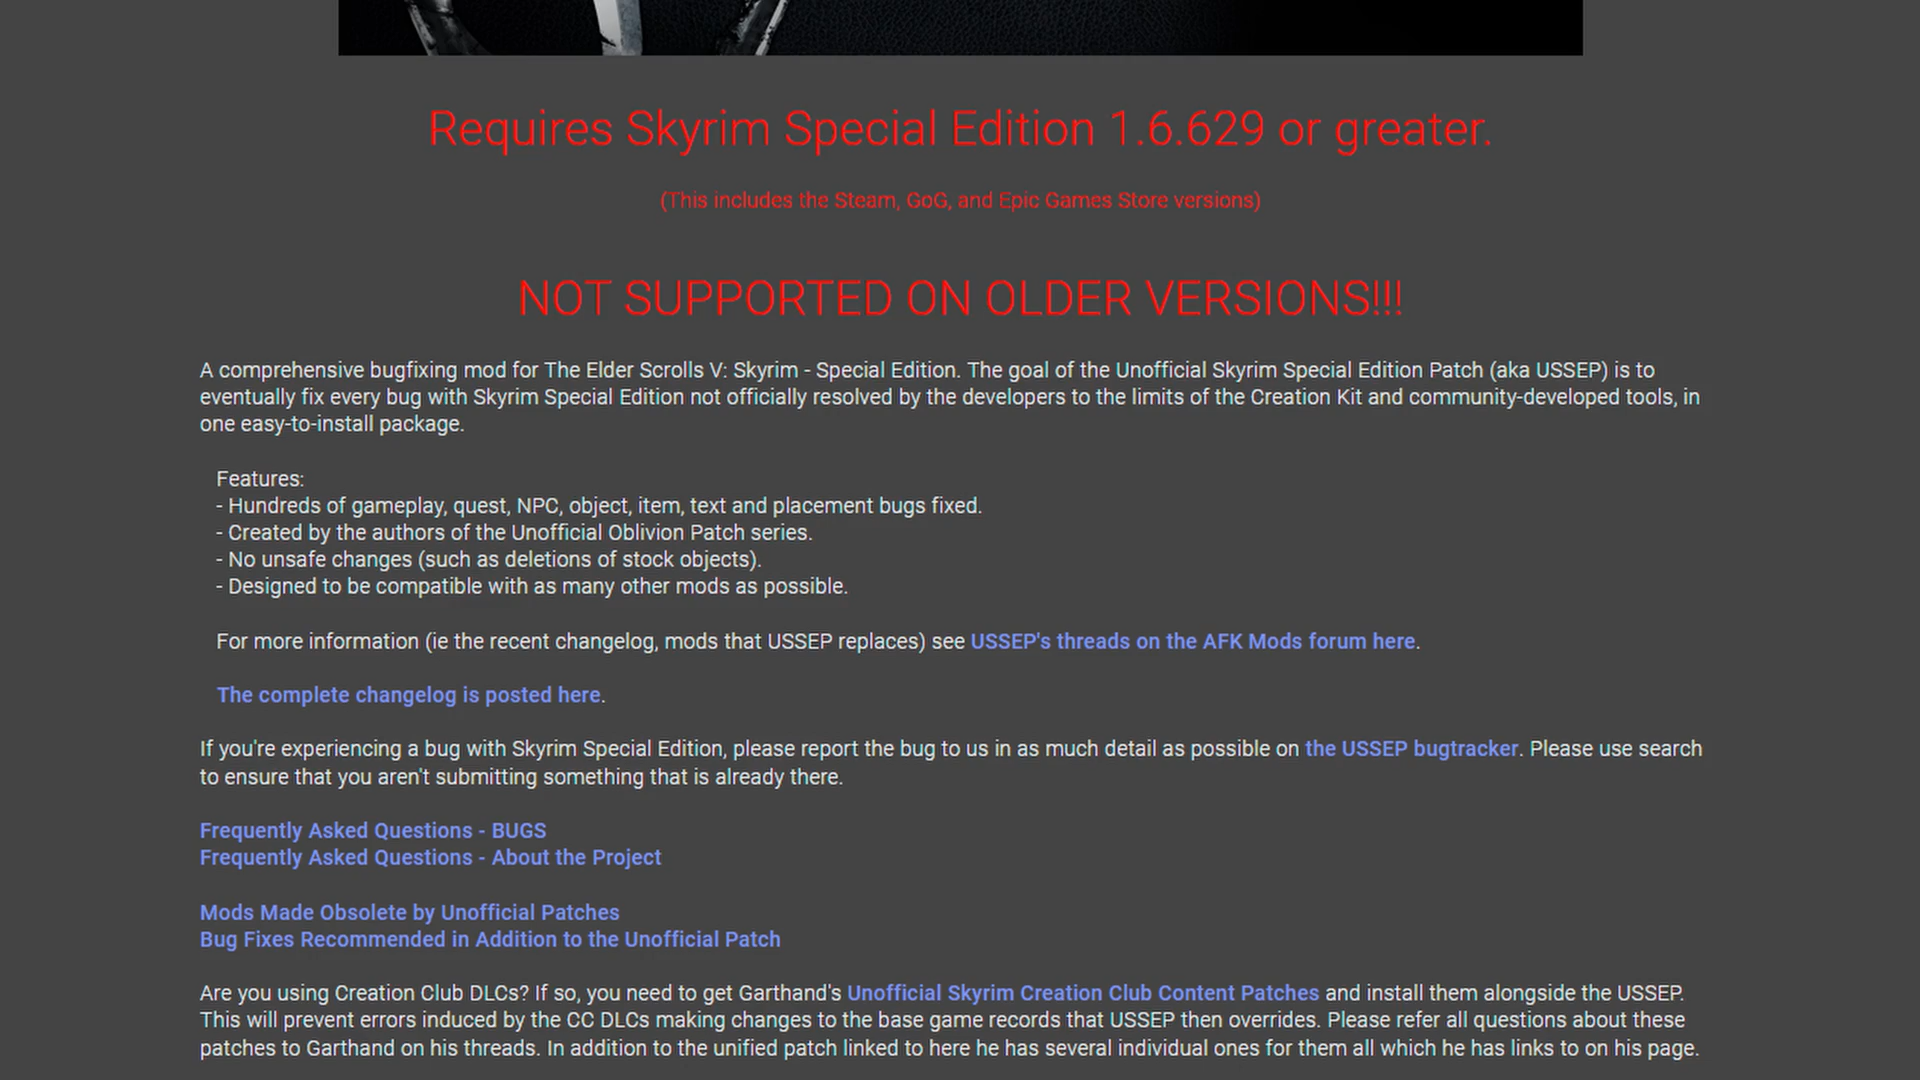 Requires Skyrim Special Edition 1.6.629 or greater.
(This includes the Steam, GoG, and Epic Games Store versions)
NOT SUPPORTED ON OLDER VERSIONS!!!
A comprehensive bugfixing mod for The Elder Scrolls V: Skyrim - Special Edition. The goal of the Unofficial Skyrim Special Edition Patch (aka USSEP) is to
eventually fix every bug with Skyrim Special Edition not officially resolved by the developers to the limits of the Creation Kit and community-developed tools, in
one easy-to-install package.
Features:
- Hundreds of gameplay, quest, NPC, object, item, text and placement bugs fixed.
- Created by the authors of the Unofficial Oblivion Patch series.
- No unsafe changes (such as deletions of stock objects).
- Designed to be compatible with as many other mods as possible.
For more information (ie the recent changelog, mods that USSEP replaces) see USSEP's threads on the AFK Mods forum here.
The complete changelog is posted here.
If you're experiencing a bug with Skyrim Special Edition, please report the bug to us in as much detail as possible on the USSEP bugtracker. Please use search
to ensure that you aren't submitting something that is already there.
Frequently Asked Questions - BUGS
Frequently Asked Questions - About the Project
Mods Made Obsolete by Unofficial Patches
Bug Fixes Recommended in Addition to the Unofficial Patch
Are you using Creation Club DLCs? If so, you need to get Garthand's Unofficial Skyrim Creation Club Content Patches and install them alongside the USSEP.
This will prevent errors induced by the CC DLCs making changes to the base game records that USSEP then overrides. Please refer all questions about these
patches to Garthand on his threads. In addition to the unified patch linked to here he has several individual ones for them all which he has links to on his page.